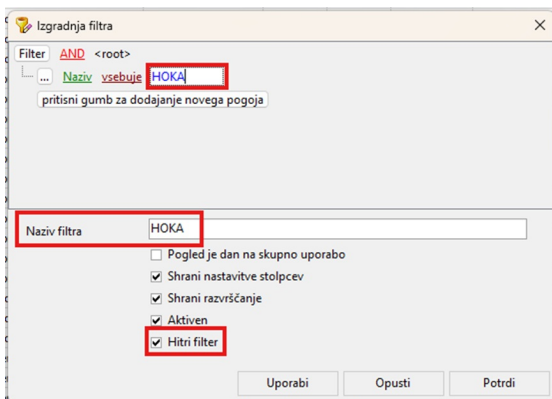 Izgradnja filtra
Filter AND <root>
... Naziv vsebuje HOKA
pritisni gumb za dodajanje novega pogoja
Naziv filtra HOKA
Pogled je dan na skupno uporabo
Shrani nastavitve stolpcev
Shrani razvrščanje
Aktiven
Hitri filter
Uporabi Opusti Potrdi